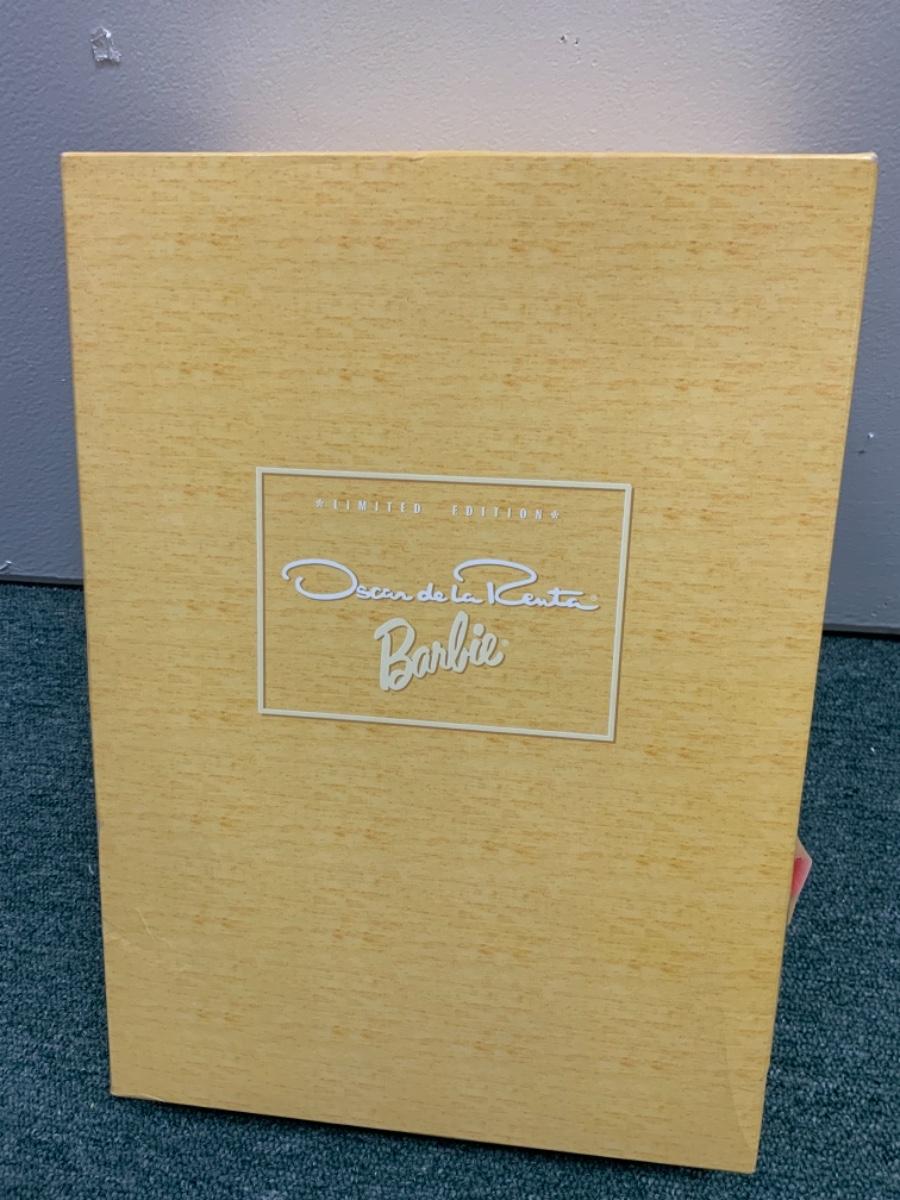 *LIMITED EDITION*
Oscar de la Renta®
Barbie®